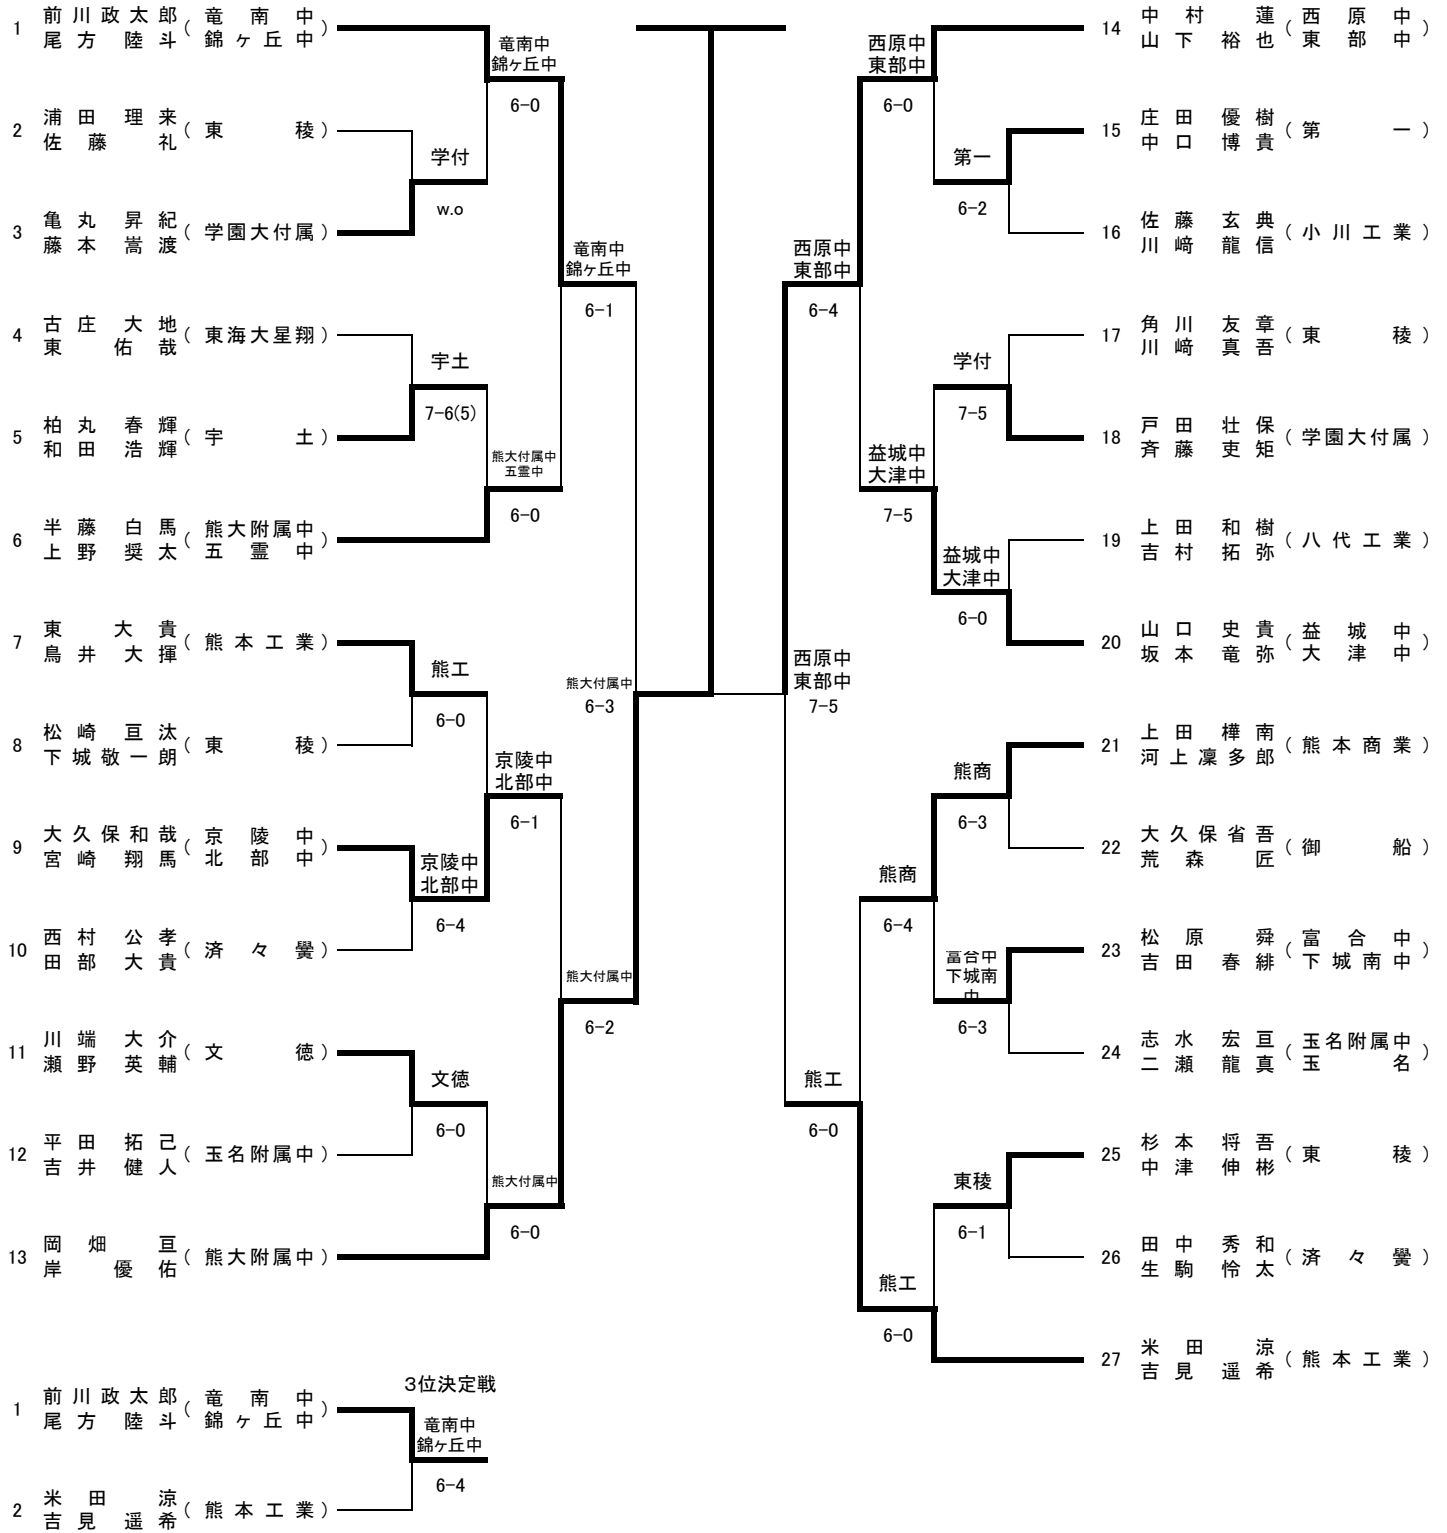 1 前川政太郎 ( 竜南中 )
尾方陸斗 錦ヶ丘中
2 浦田理来 ( 東稜 )
佐藤礼
3 亀丸昇紀 ( 学園大付属 )
藤本嵩渡
4 古庄大地 ( 東海大星翔 )
東佑哉
5 柏丸春輝 ( 宇土 )
和田浩輝
6 半藤白馬 ( 熊大附属中 )
上野奨太 五霊中
7 東大貴 ( 熊本工業 )
鳥井大揮
8 松崎亘汰 ( 東稜 )
下城敬一朗
9 大久保和哉 ( 京陵中 )
宮崎翔馬 北部中
10 西村公孝 ( 済々黌 )
田部大貴
11 川端大介 ( 文徳 )
瀬野英輔
12 平田拓己 ( 玉名附属中 )
吉井健人
13 岡畑亘 ( 熊大附属中 )
岸優佑
学付
w.o
宇土
7-6(5)
熊工
6-0
京陵中
北部中
6-4
文徳
6-0
竜南中
錦ヶ丘中
6-0
熊大付属中
五霊中
6-0
京陵中
北部中
6-1
熊大付属中
6-0
竜南中
錦ヶ丘中
6-1
熊大付属中
6-2
熊大付属中
6-3
西原中
東部中
7-5
西原中
東部中
6-4
熊工
6-0
西原中
東部中
6-0
益城中
大津中
7-5
熊商
6-4
熊工
6-0
第一
6-2
学付
7-5
益城中
大津中
6-0
熊商
6-3
富合中
下城南
中
6-3
東稜
6-1
14 中村蓮 ( 西原中 )
山下裕也 東部中
15 庄田優樹 ( 第一 )
中口博貴
16 佐藤玄典 ( 小川工業 )
川﨑龍信
17 角川友章 ( 東稜 )
川﨑真吾
18 戸田壮保 ( 学園大付属 )
斉藤吏矩
19 上田和樹 ( 八代工業 )
吉村拓弥
20 山口史貴 ( 益城中 )
坂本竜弥 大津中
21 上田樺南 ( 熊本商業 )
河上凜多郎
22 大久保省吾 ( 御船 )
荒森匠
23 松原舜 ( 富合中 )
吉田春緋 下城南中
24 志水宏亘 ( 玉名附属中 )
二瀬龍真 玉名
25 杉本将吾 ( 東稜 )
中津伸彬
26 田中秀和 ( 済々黌 )
生駒怜太
27 米田涼 ( 熊本工業 )
吉見遥希
3位決定戦
1 前川政太郎 ( 竜南中 )
尾方陸斗 錦ヶ丘中
竜南中
錦ヶ丘中
6-4
2 米田涼 ( 熊本工業 )
吉見遥希